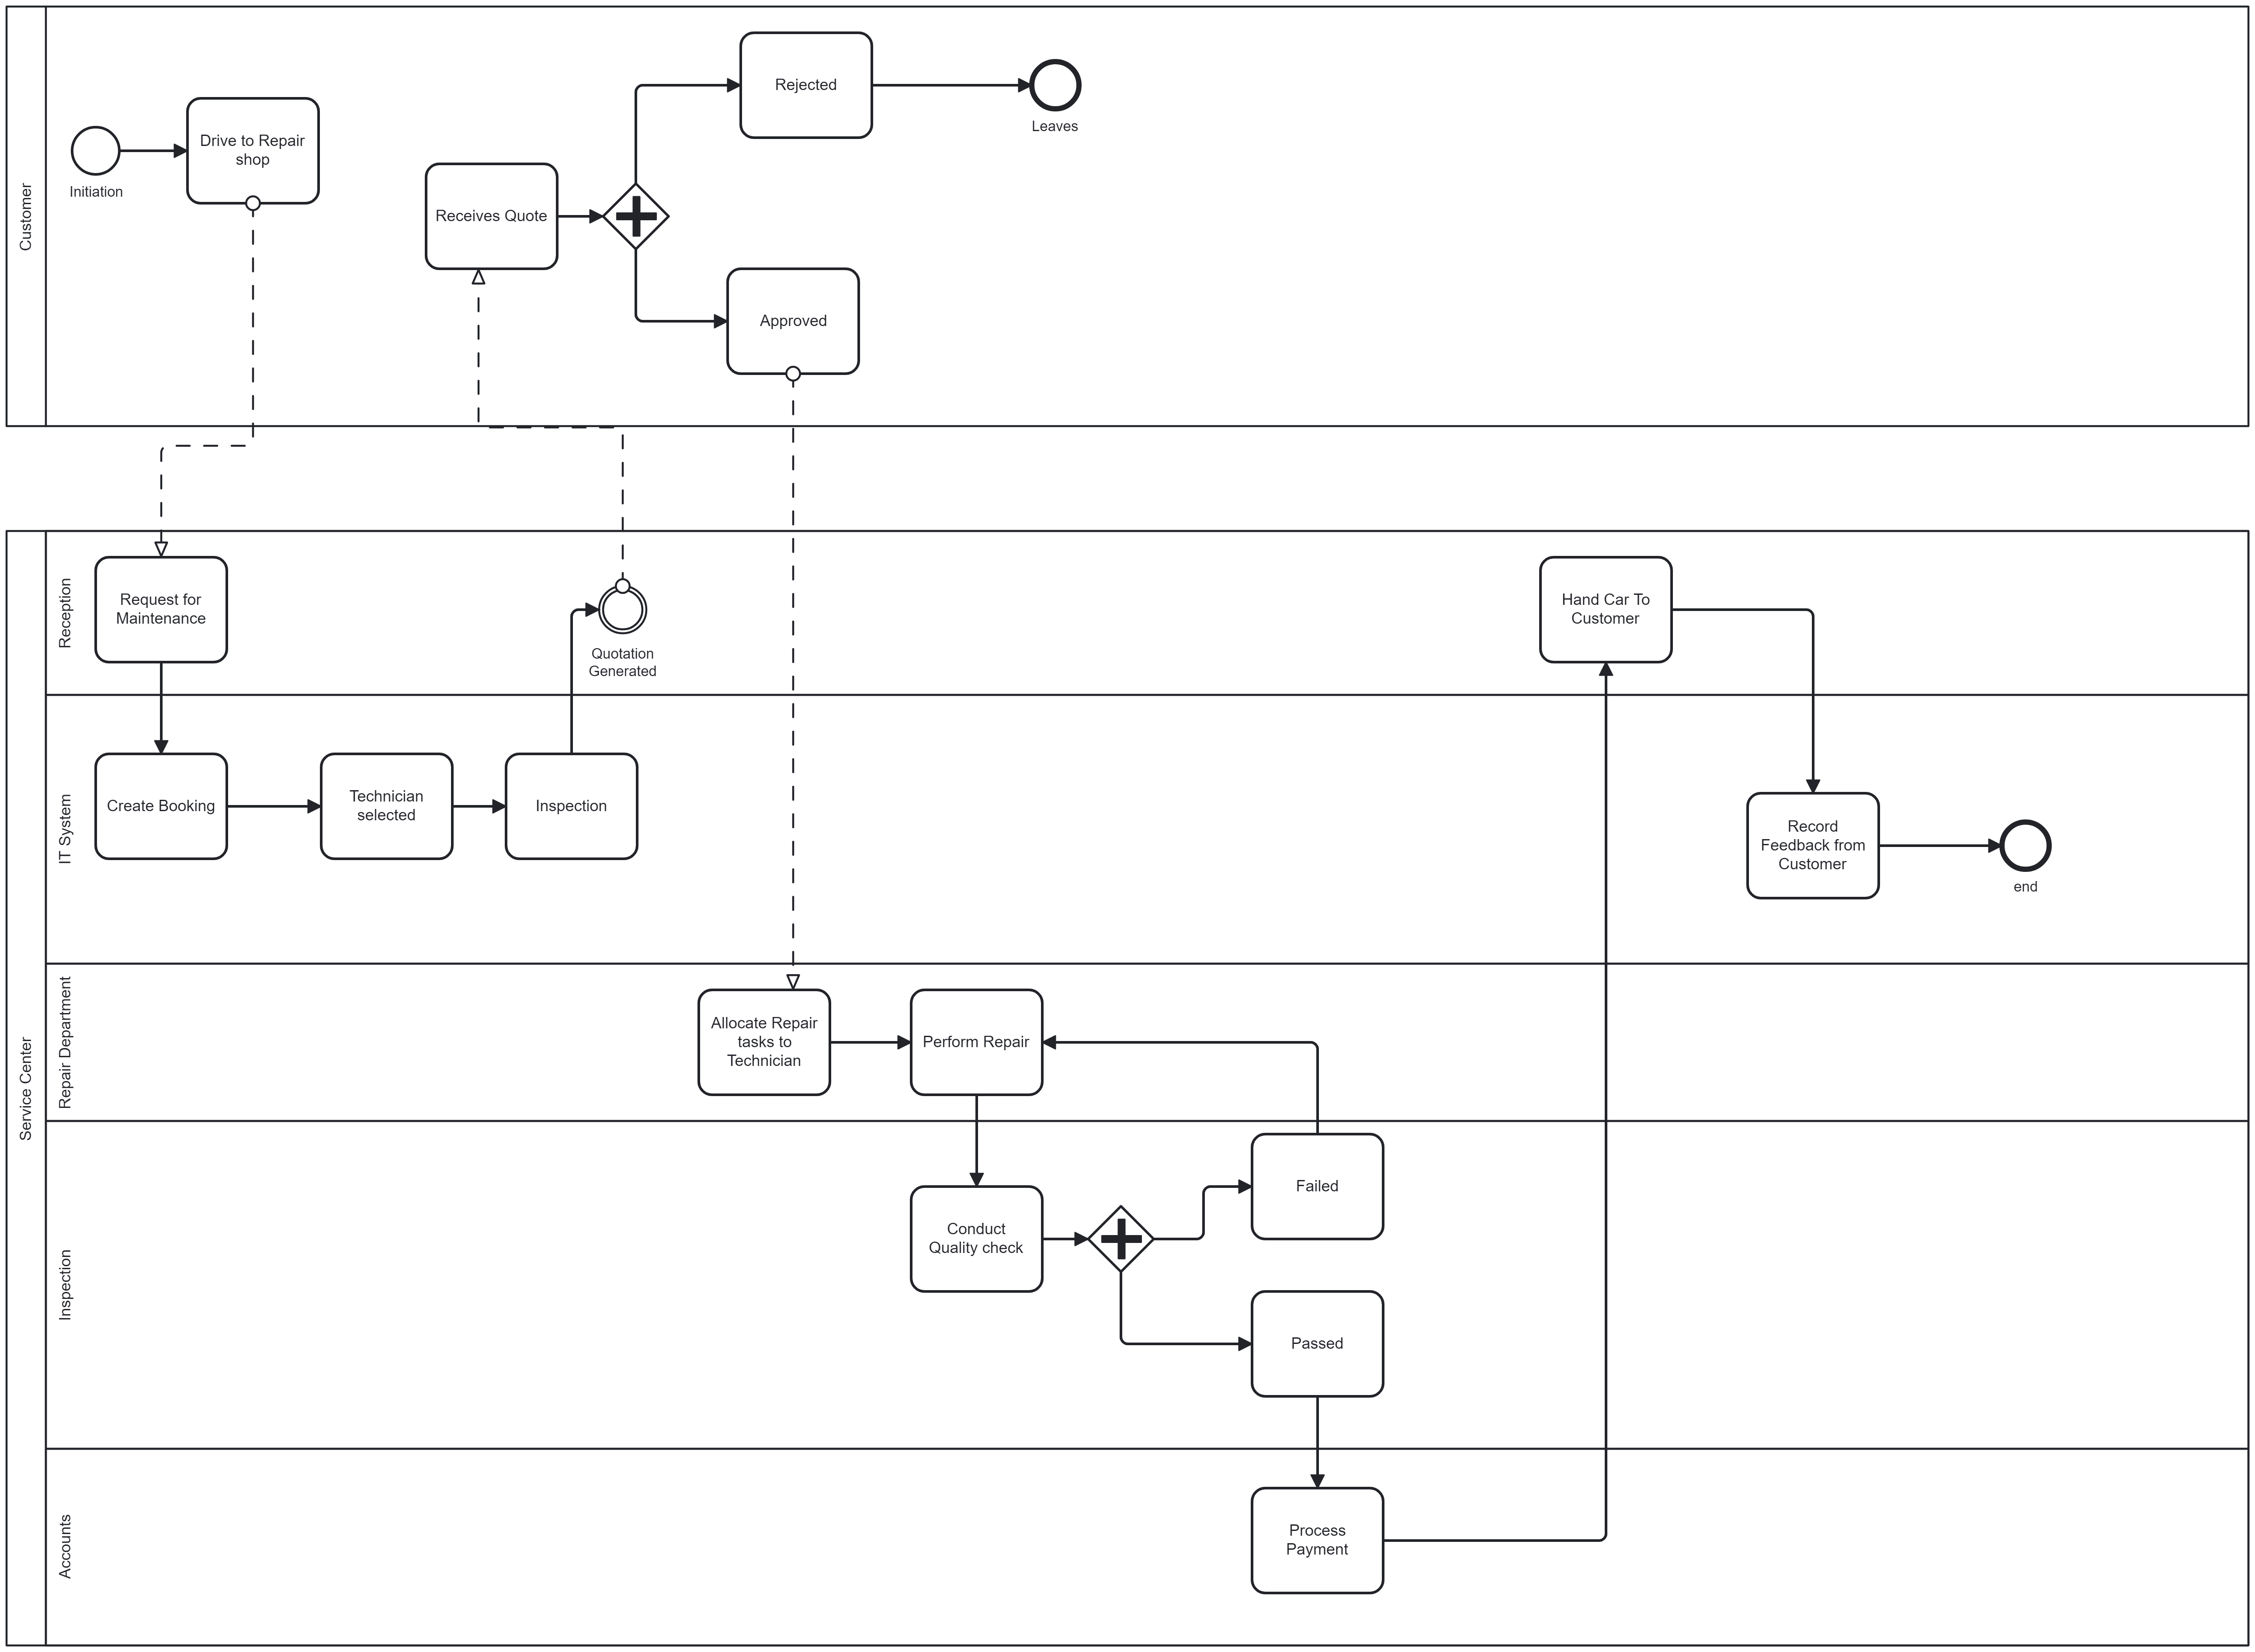 Customer
Initiation
Drive to Repair
shop
Receives Quote
Rejected
Leaves
Approved
Service Center
Reception
Request for
Maintenance
Quotation
Generated
Hand Car To
Customer
IT System
Create Booking
Technician
selected
Inspection
Record
Feedback from
Customer
end
Repair Department
Allocate Repair
tasks to
Technician
Perform Repair
Inspection
Conduct
Quality check
Failed
Passed
Accounts
Process
Payment